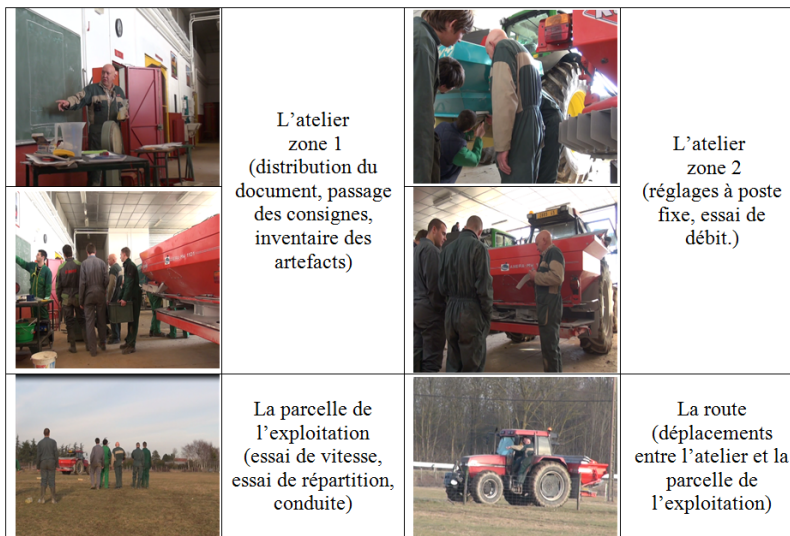 L’atelier
zone 1
(distribution du
document, passage
des consignes,
inventaire des
artefacts)
L’atelier
zone 2
(réglages à poste
fixe, essai de
débit.)
La parcelle de
l’exploitation
(essai de vitesse,
essai de répartition,
conduite)
La route
(déplacements
entre l’atelier et la
parcelle de
l’exploitation)